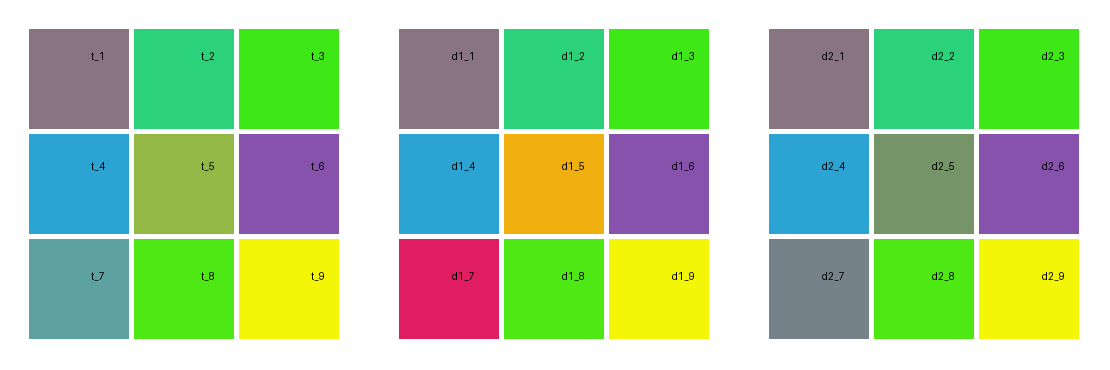 t_1 t_2 t_3 d1_1 d1_2 d1_3 d2_1 d2_2 d2_3
t_4 t_5 t_6 d1_4 d1_5 d1_6 d2_4 d2_5 d2_6
t_7 t_8 t_9 d1_7 d1_8 d1_9 d2_7 d2_8 d2_9